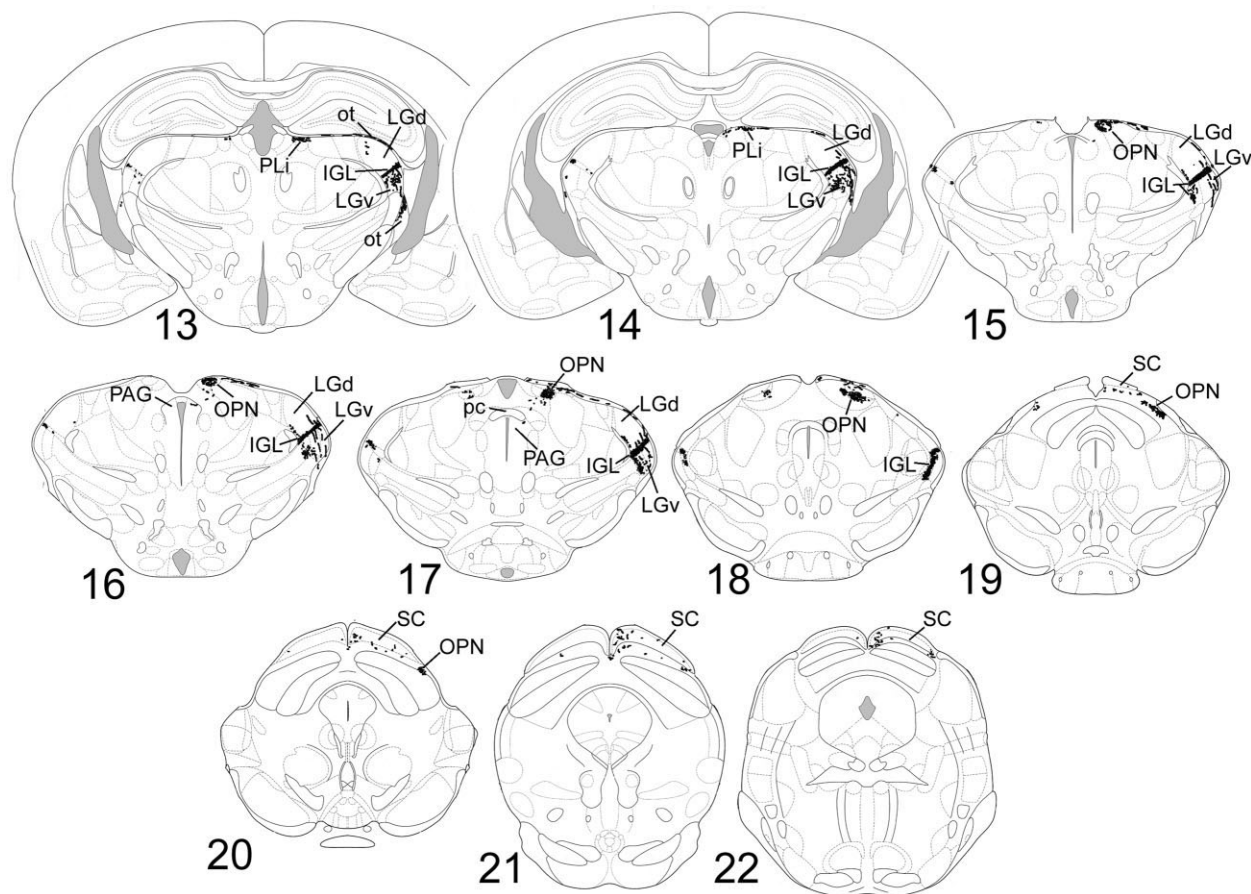 ot
LGd
PLi
IGL
LGv
ot
13
LGd
PLi
IGL
LGv
14
LGd
OPN
LGv
IGL
15
PAG
OPN
LGd
LGv
IGL
16
OPN
pc
LGd
PAG
IGL
LGv
17
OPN
IGL
18
SC
OPN
19
SC
OPN
20
SC
21
SC
22